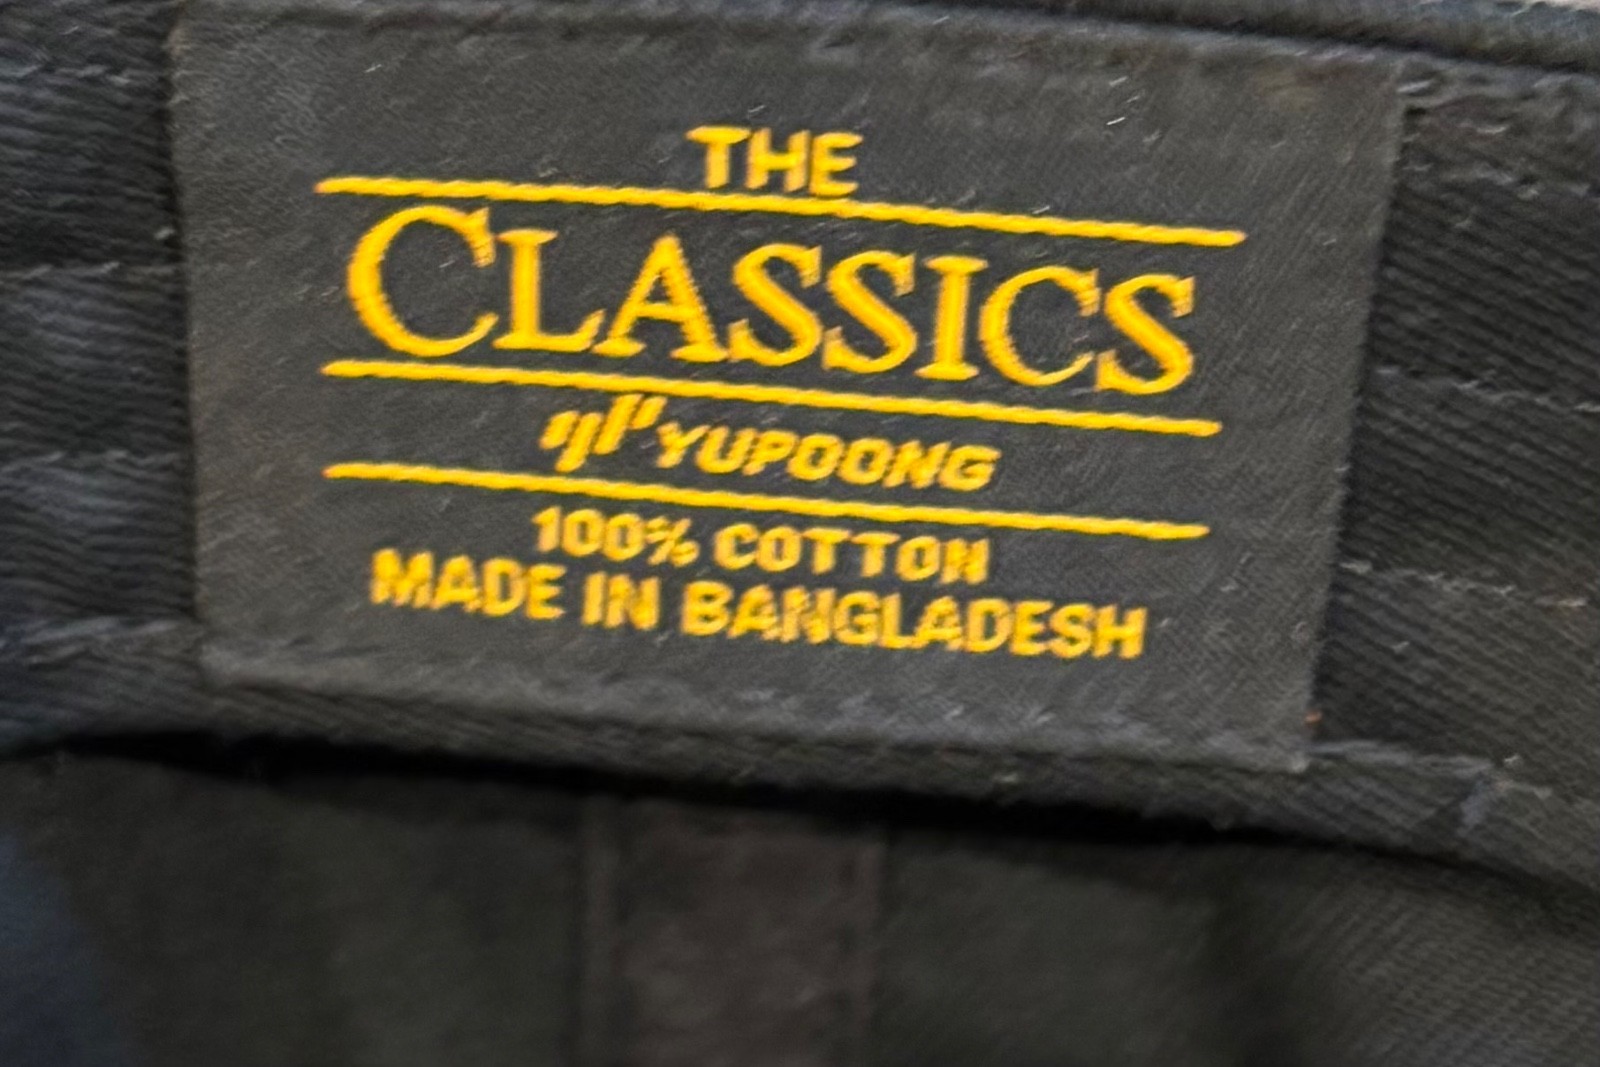 THE
CLASSICS
YUPOONG
100% COTTON
MADE IN BANGLADESH